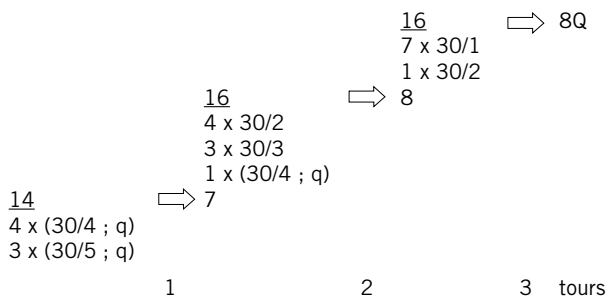 16 8Q
7 x 30/1
1 x 30/2
8
16
4 x 30/2
3 x 30/3
1 x (30/4 ; q)
7
14
4 x (30/4 ; q)
3 x (30/5 ; q)
1 2 3 tours